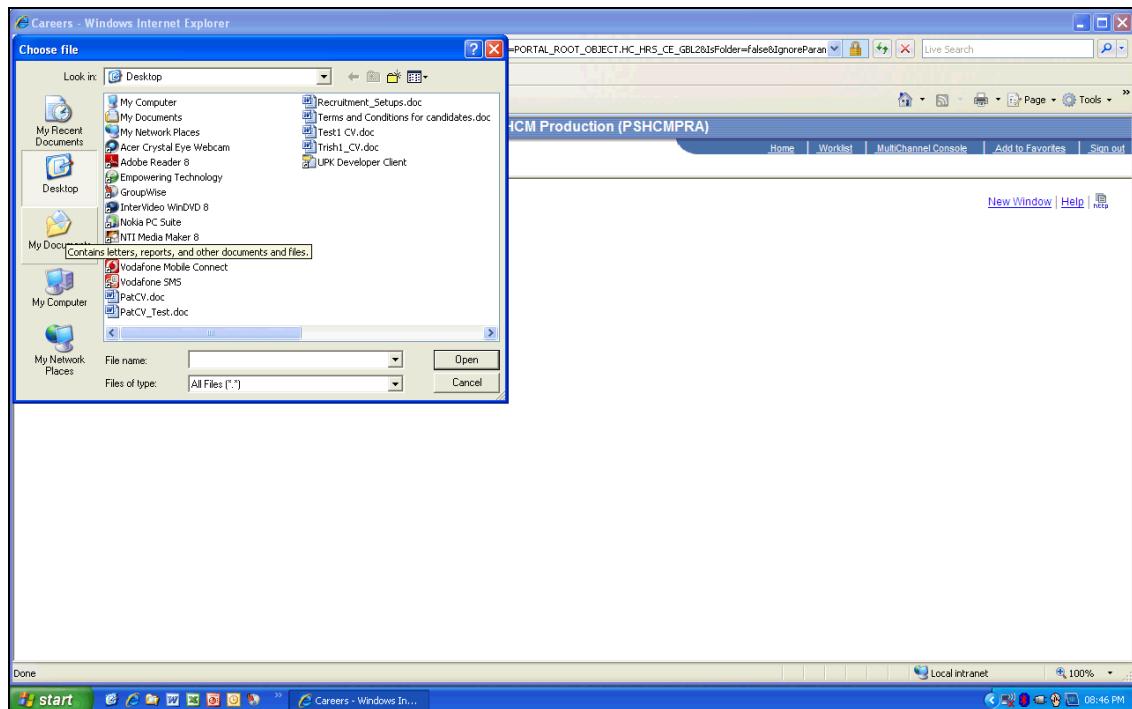 Careers - Windows Internet Explorer
Choose file
=PORTAL_ROOT_OBJECT.HC_HRS_CE_GBL2&IsFolder=false&IgnoreParan
Live Search
Look in:
Desktop
Page
Tools
»
My Recent Documents
Desktop
My Documents
My Computer
My Network Places
My Computer
My Documents
My Network Places
Acer Crystal Eye Webcam
Adobe Reader 8
Empowering Technology
GroupWise
InterVideo WinDVD 8
Nokia PC Suite
NTI Media Maker 8
Contains letters, reports, and other documents and files.
Vodafone Mobile Connect
Vodafone SMS
PatCV.doc
PatCV_Test.doc
Recruitment_Setups.doc
Terms and Conditions for candidates.doc
Test1 CV.doc
Trish1_CV.doc
UPK Developer Client
File name:
Open
Files of type:
All Files (*.*)
Cancel
HCM Production (PSHCMPRA)
Home
Worklist
MultiChannel Console
Add to Favorites
Sign out
New Window | Help |
http
Done
Local intranet
100%
start
»
Careers - Windows In...
08:46 PM